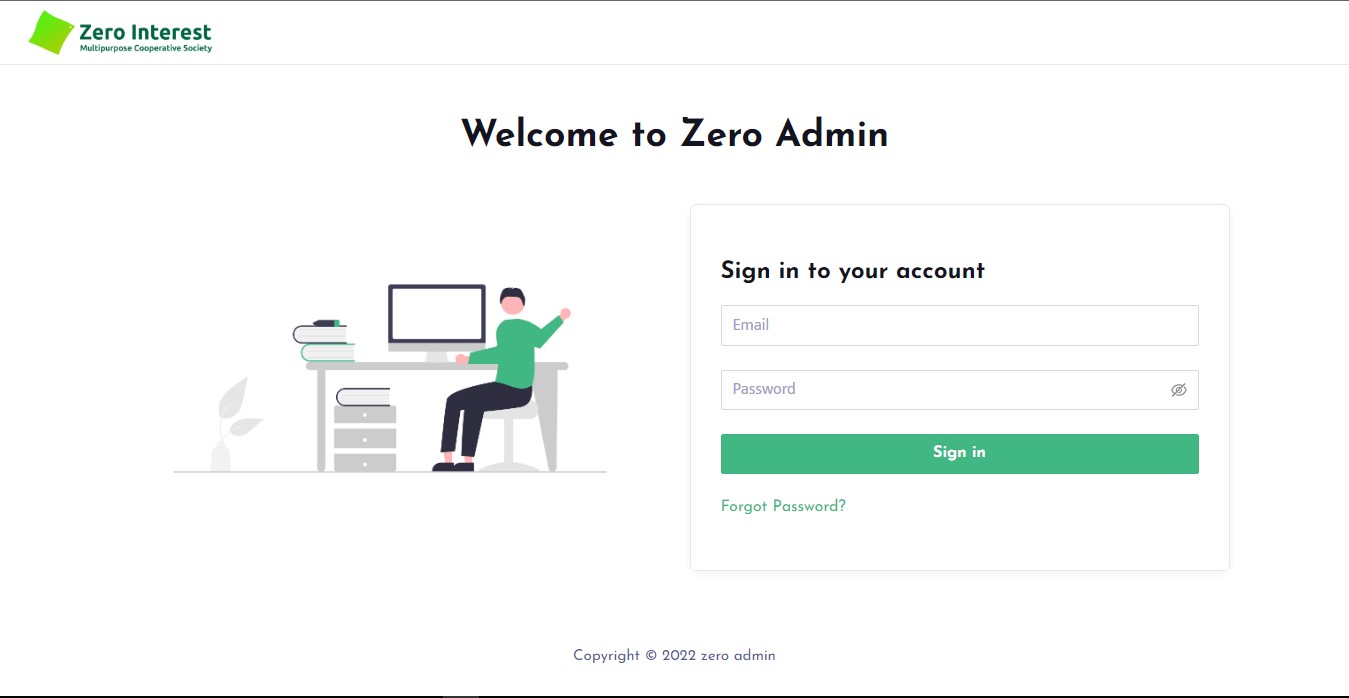 Zero Interest
Multipurpose Cooperative Society
Welcome to Zero Admin
Sign in to your account
Email
Password
Sign in
Forgot Password?
Copyright © 2022 zero admin